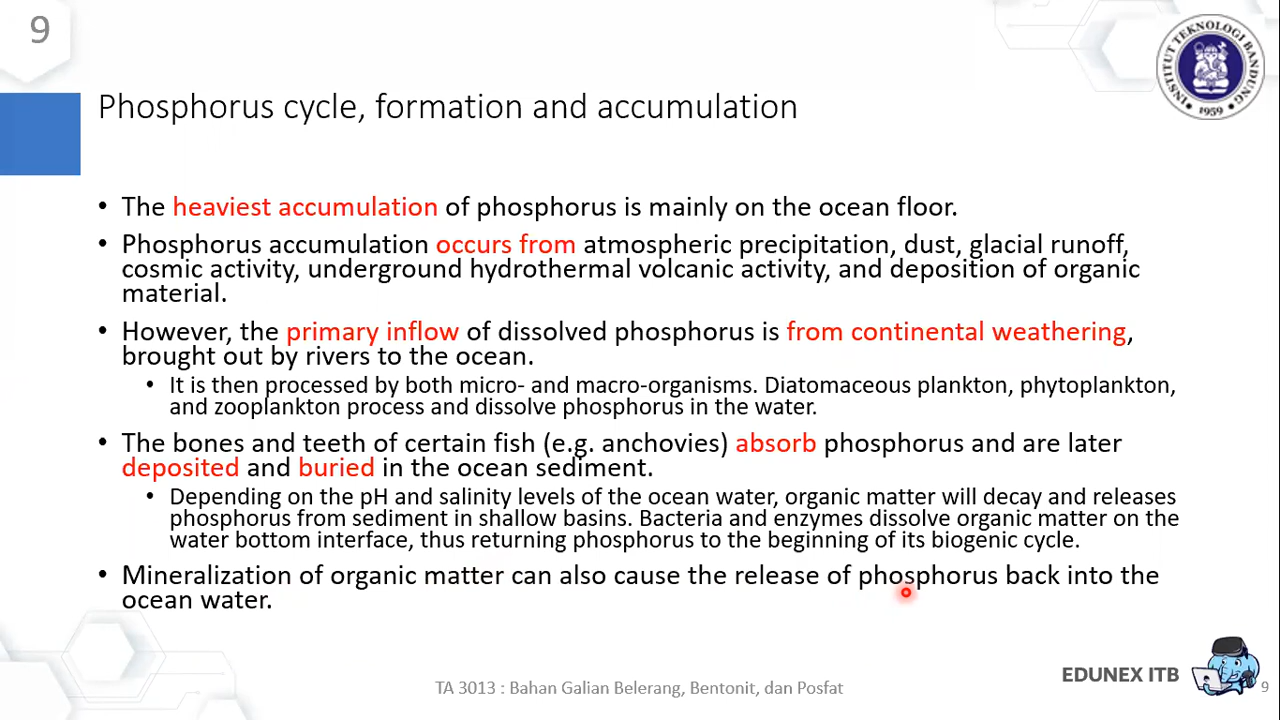 9
INSTITUT TEKNOLOGI BANDUNG
1959
Phosphorus cycle, formation and accumulation
• The heaviest accumulation of phosphorus is mainly on the ocean floor.
• Phosphorus accumulation occurs from atmospheric precipitation, dust, glacial runoff,
cosmic activity, underground hydrothermal volcanic activity, and deposition of organic
material.
• However, the primary inflow of dissolved phosphorus is from continental weathering,
brought out by rivers to the ocean.
• It is then processed by both micro- and macro-organisms. Diatomaceous plankton, phytoplankton,
and zooplankton process and dissolve phosphorus in the water.
• The bones and teeth of certain fish (e.g. anchovies) absorb phosphorus and are later
deposited and buried in the ocean sediment.
• Depending on the pH and salinity levels of the ocean water, organic matter will decay and releases
phosphorus from sediment in shallow basins. Bacteria and enzymes dissolve organic matter on the
water bottom interface, thus returning phosphorus to the beginning of its biogenic cycle.
• Mineralization of organic matter can also cause the release of phosphorus back into the
ocean water.
EDUNEX ITB
TA 3013 : Bahan Galian Belerang, Bentonit, dan Posfat
9